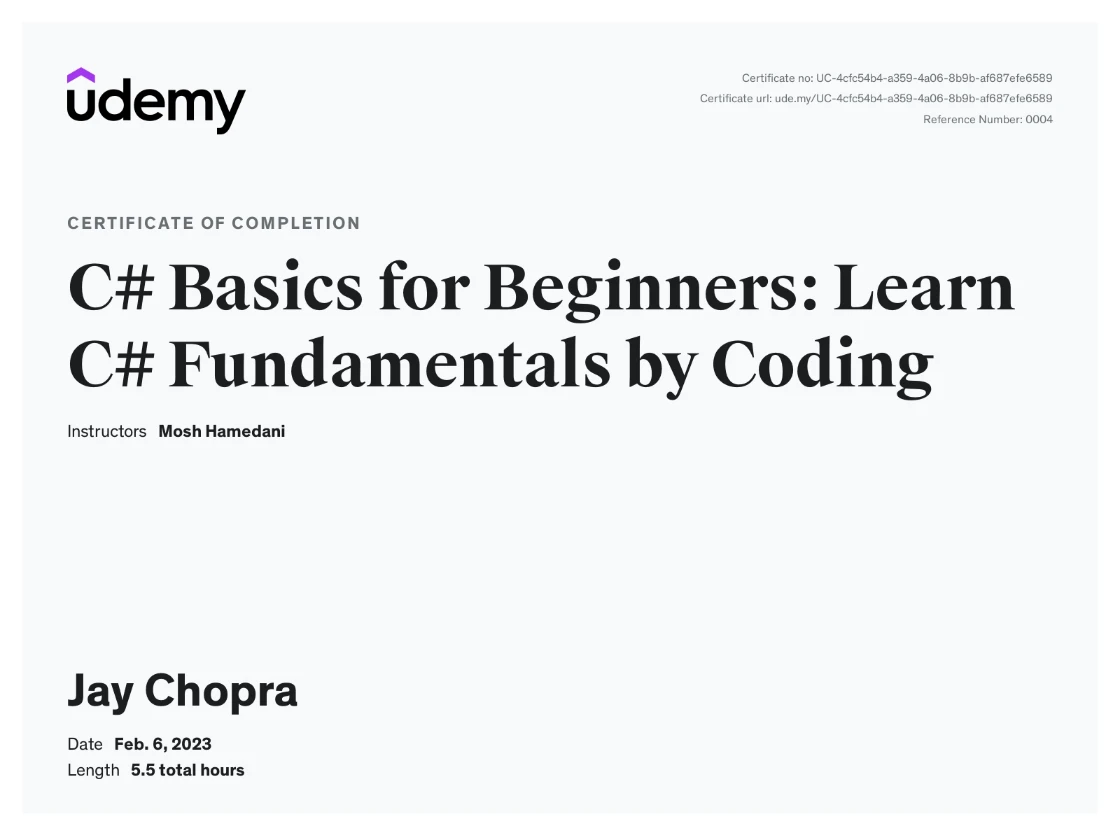 udemy
Certificate no: UC-4cfc54b4-a359-4a06-8b9b-af687efe6589
Certificate url: ude.my/UC-4cfc54b4-a359-4a06-8b9b-af687efe6589
Reference Number: 0004
CERTIFICATE OF COMPLETION
C# Basics for Beginners: Learn
C# Fundamentals by Coding
Instructors Mosh Hamedani
Jay Chopra
Date Feb. 6, 2023
Length 5.5 total hours